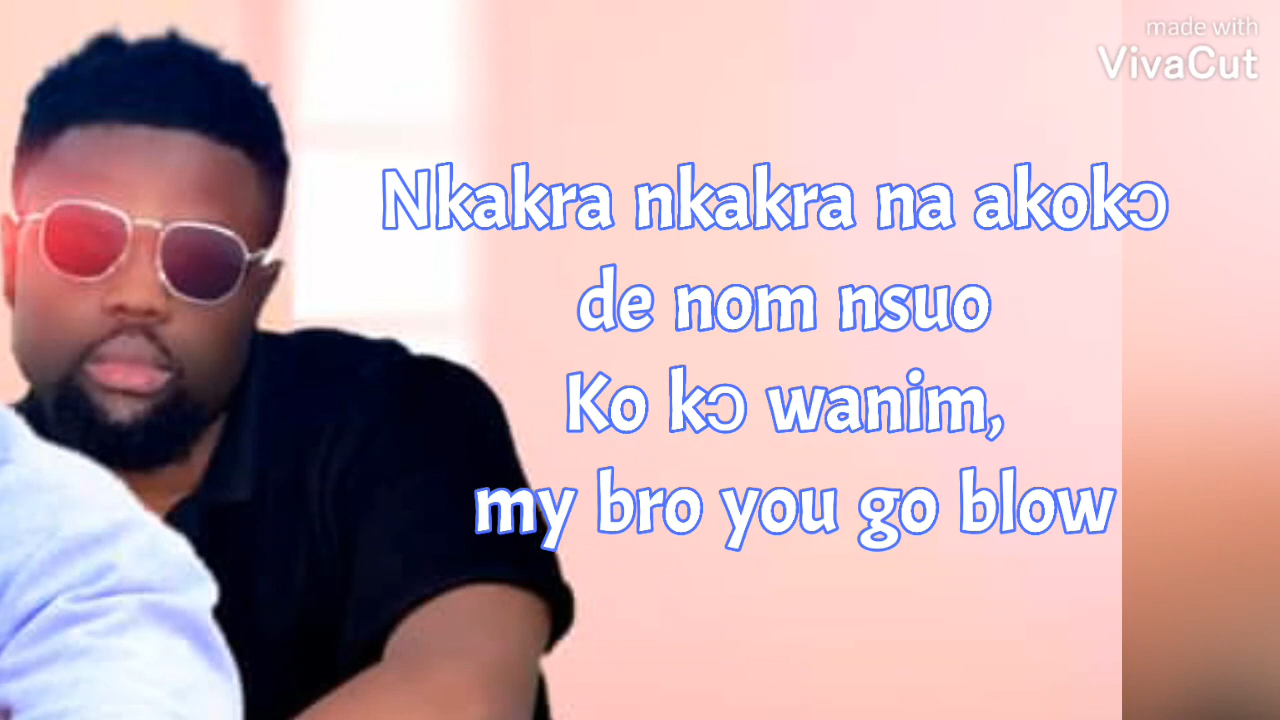 made with
VivaCut
Nkakra nkakra na akokɔ
de nom nsuo
Ko kɔ wanim,
my bro you go blow